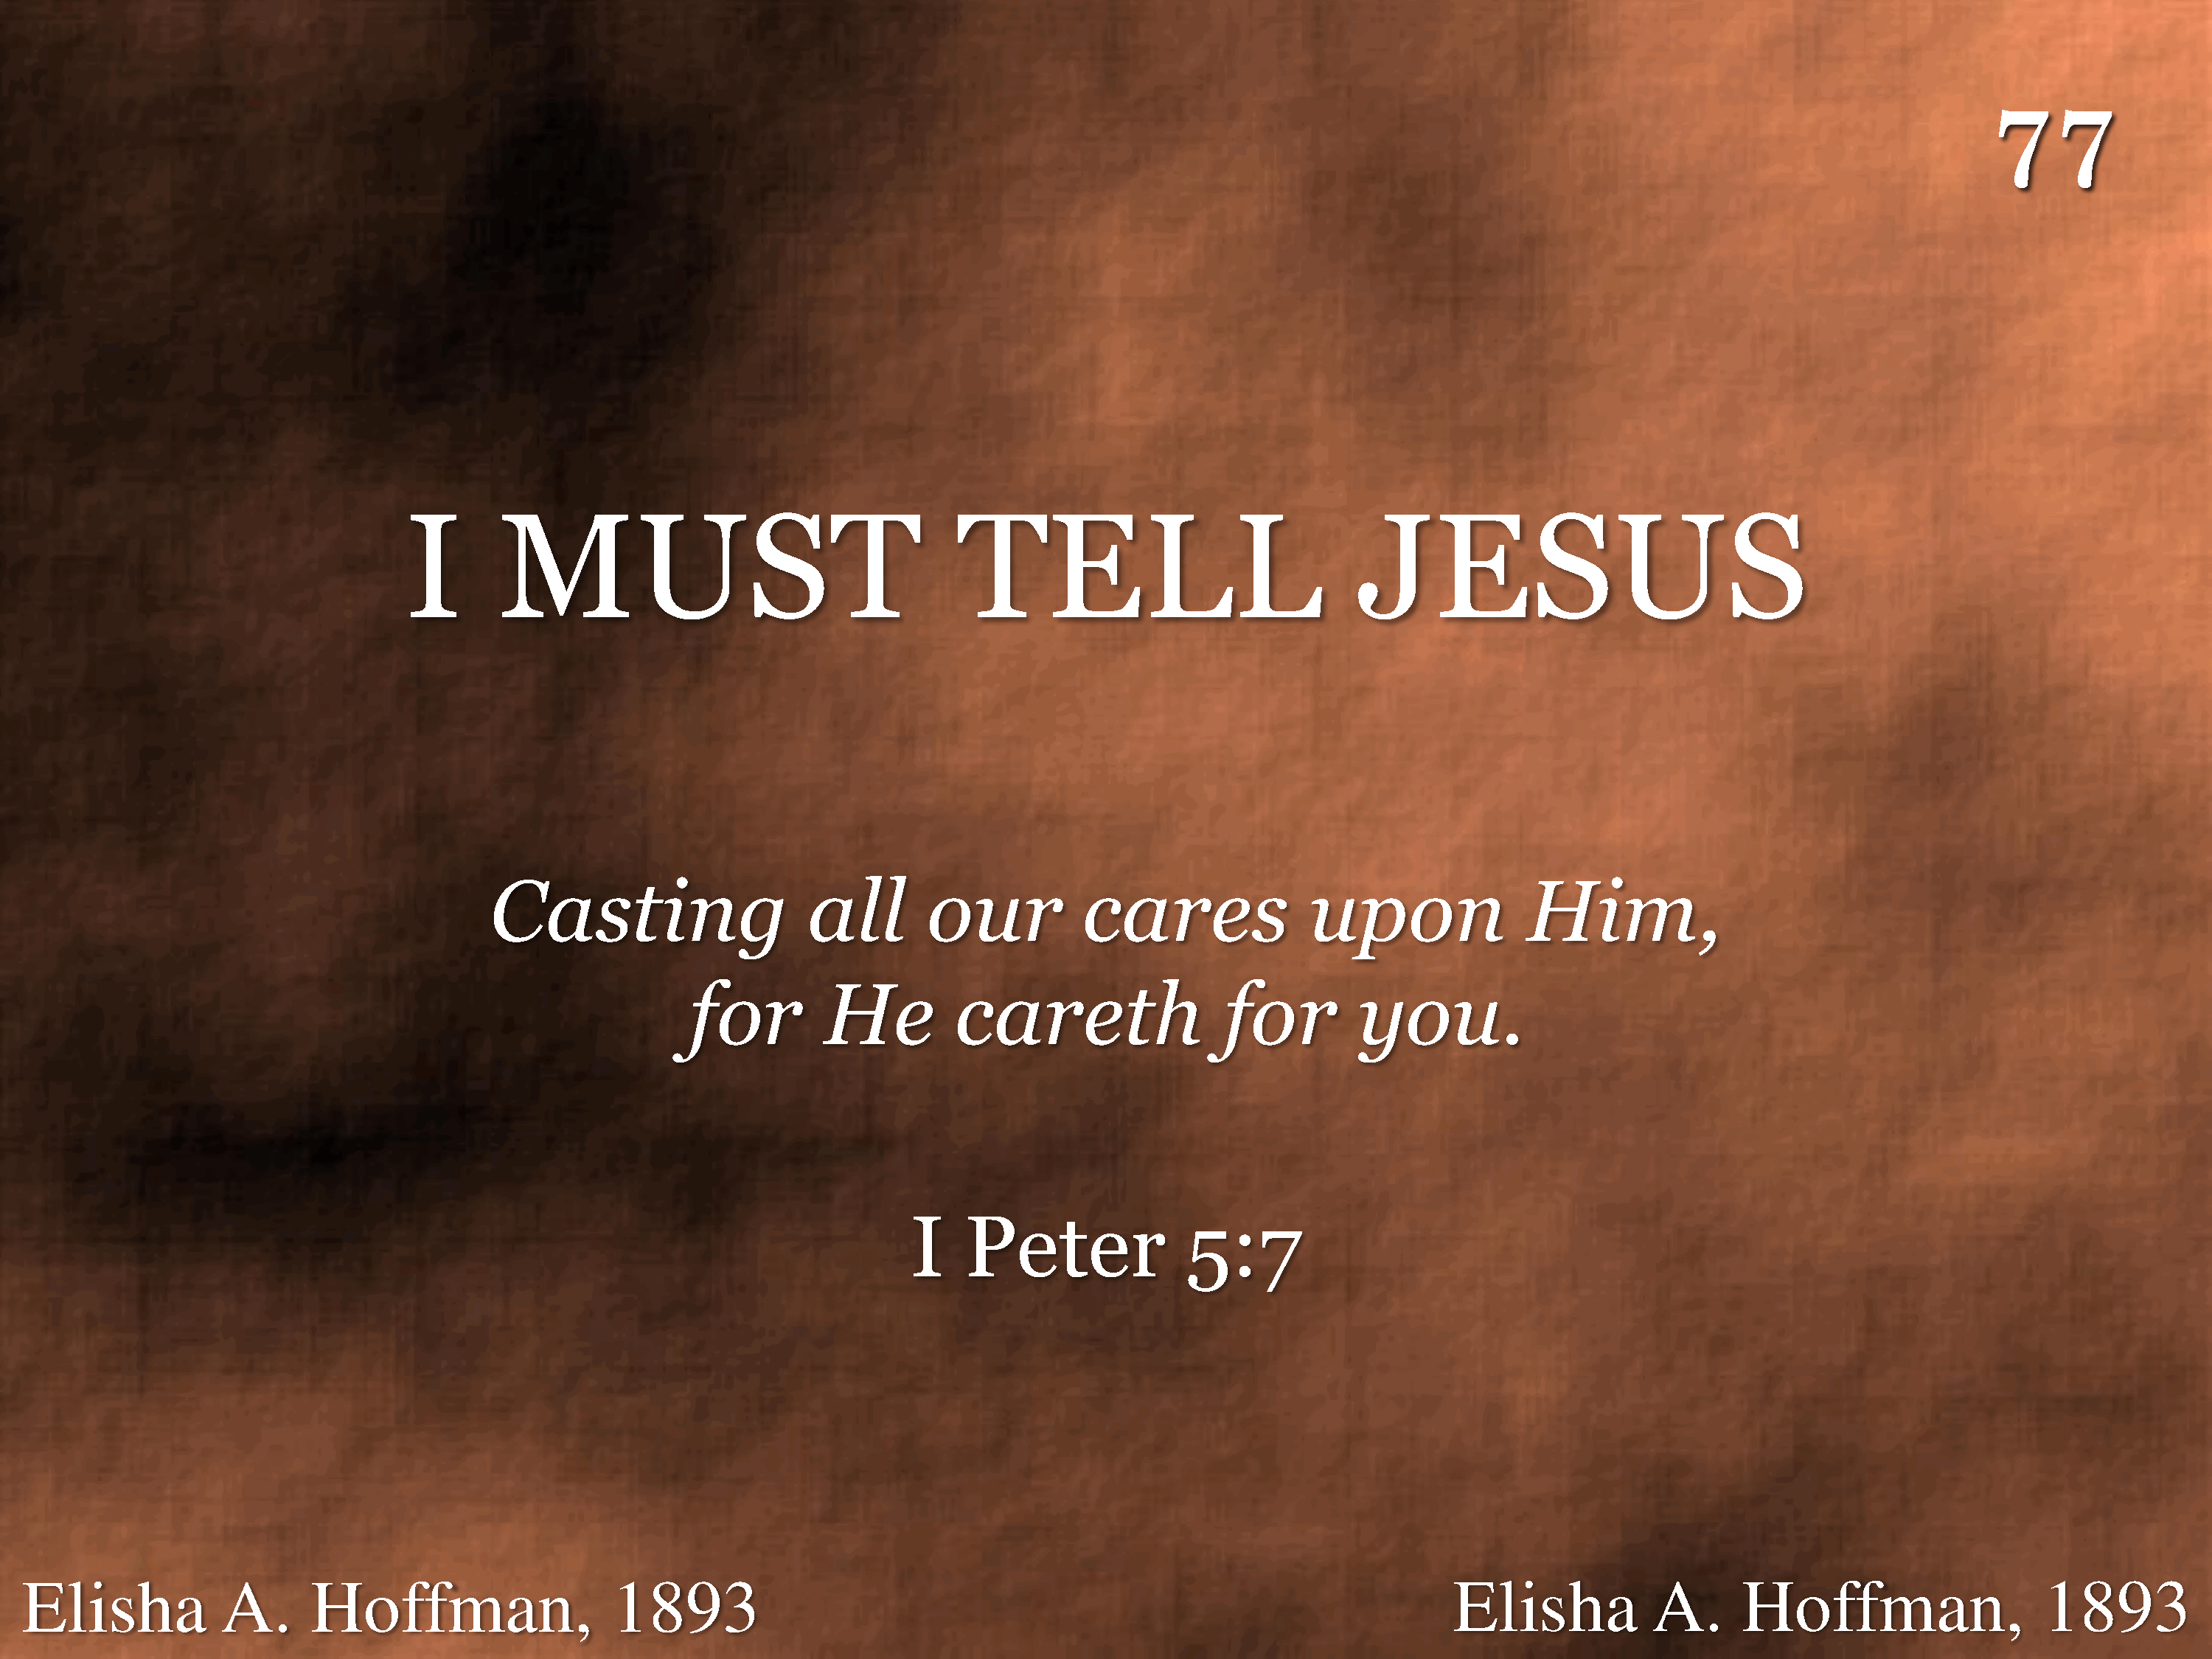 77
I MUST TELL JESUS
Casting all our cares upon Him,
for He careth for you.
I Peter 5:7
Elisha A. Hoffman, 1893
Elisha A. Hoffman, 1893